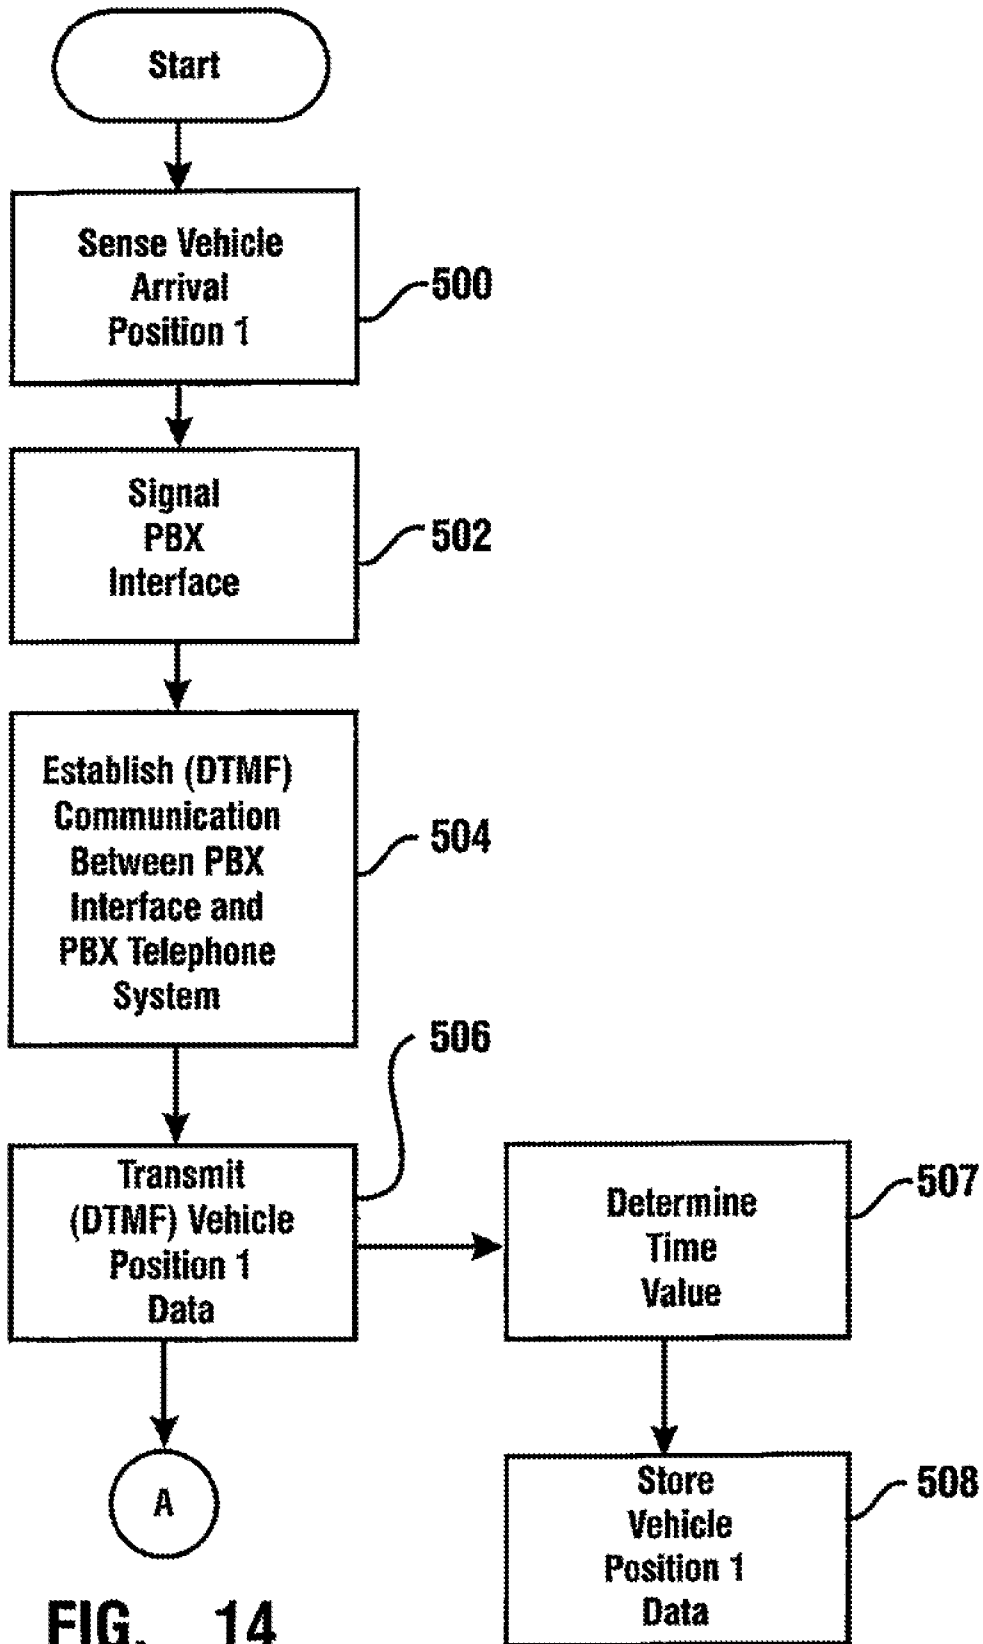 Start
Sense Vehicle
Arrival
Position 1
500
Signal
PBX
Interface
502
Establish (DTMF)
Communication
Between PBX
Interface and
PBX Telephone
System
504
506
Transmit
(DTMF) Vehicle
Position 1
Data
Determine
Time
Value
507
A
Store
Vehicle
Position 1
Data
508
FIG. 14